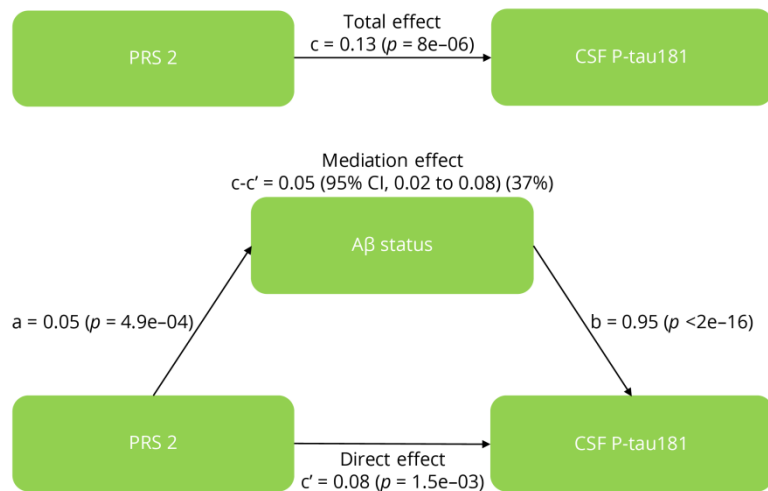 Total effect
c = 0.13 (p = 8e–06)
PRS 2
CSF P-tau181
Mediation effect
c-c’ = 0.05 (95% CI, 0.02 to 0.08) (37%)
Aβ status
a = 0.05 (p = 4.9e–04)
b = 0.95 (p <2e–16)
PRS 2
CSF P-tau181
Direct effect
c’ = 0.08 (p = 1.5e–03)